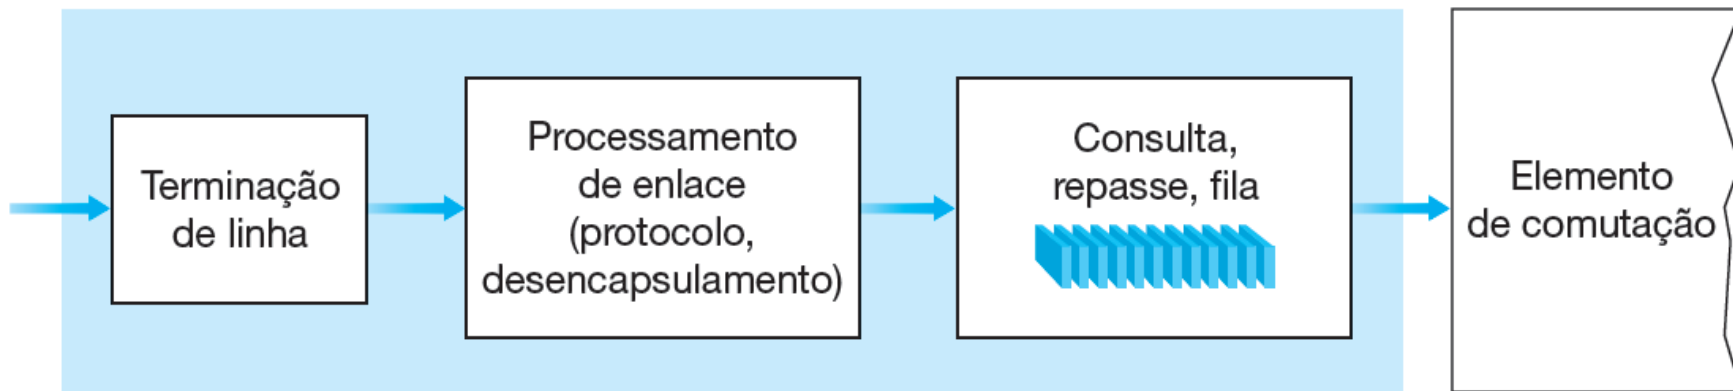 Terminação
de linha
Processamento
de enlace
(protocolo,
desencapsulamento)
Consulta,
repasse, fila
Elemento
de comutação